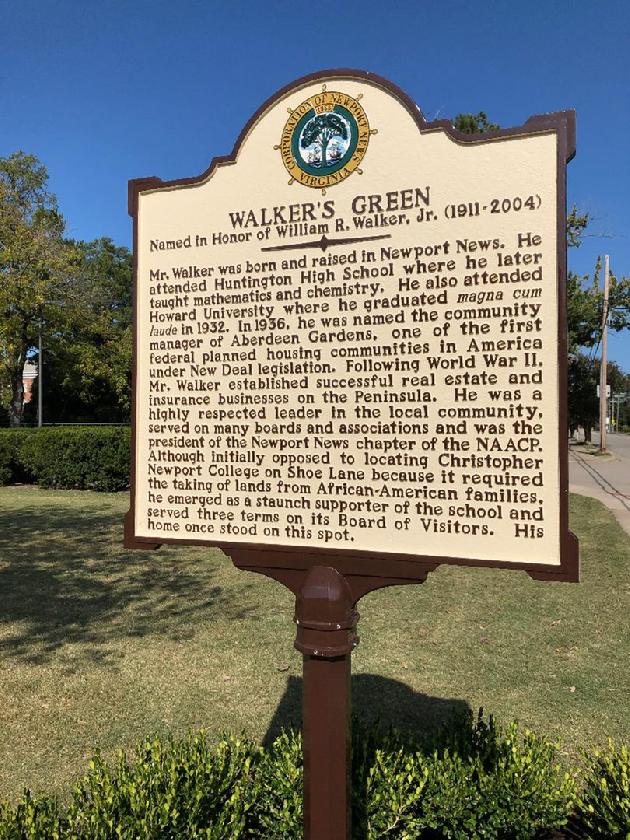 CORPORATION OF NEWPORT NEWS
VIRGINIA
WALKER'S GREEN
Named in Honor of William R. Walker, Jr. (1911-2004)
Mr. Walker was born and raised in Newport News. He
attended Huntington High School where he later
taught mathematics and chemistry. He also attended
Howard University where he graduated magna cum
laude in 1932. In 1936, he was named the community
manager of Aberdeen Gardens, one of the first
federal planned housing communities in America
under New Deal legislation. Following World War II,
Mr. Walker established successful real estate and
insurance businesses on the Peninsula. He was a
highly respected leader in the local community,
served on many boards and associations and was the
president of the Newport News chapter of the NAACP.
Although initially opposed to locating Christopher
Newport College on Shoe Lane because it required
the taking of lands from African-American families,
he emerged as a staunch supporter of the school and
served three terms on its Board of Visitors. His
home once stood on this spot.